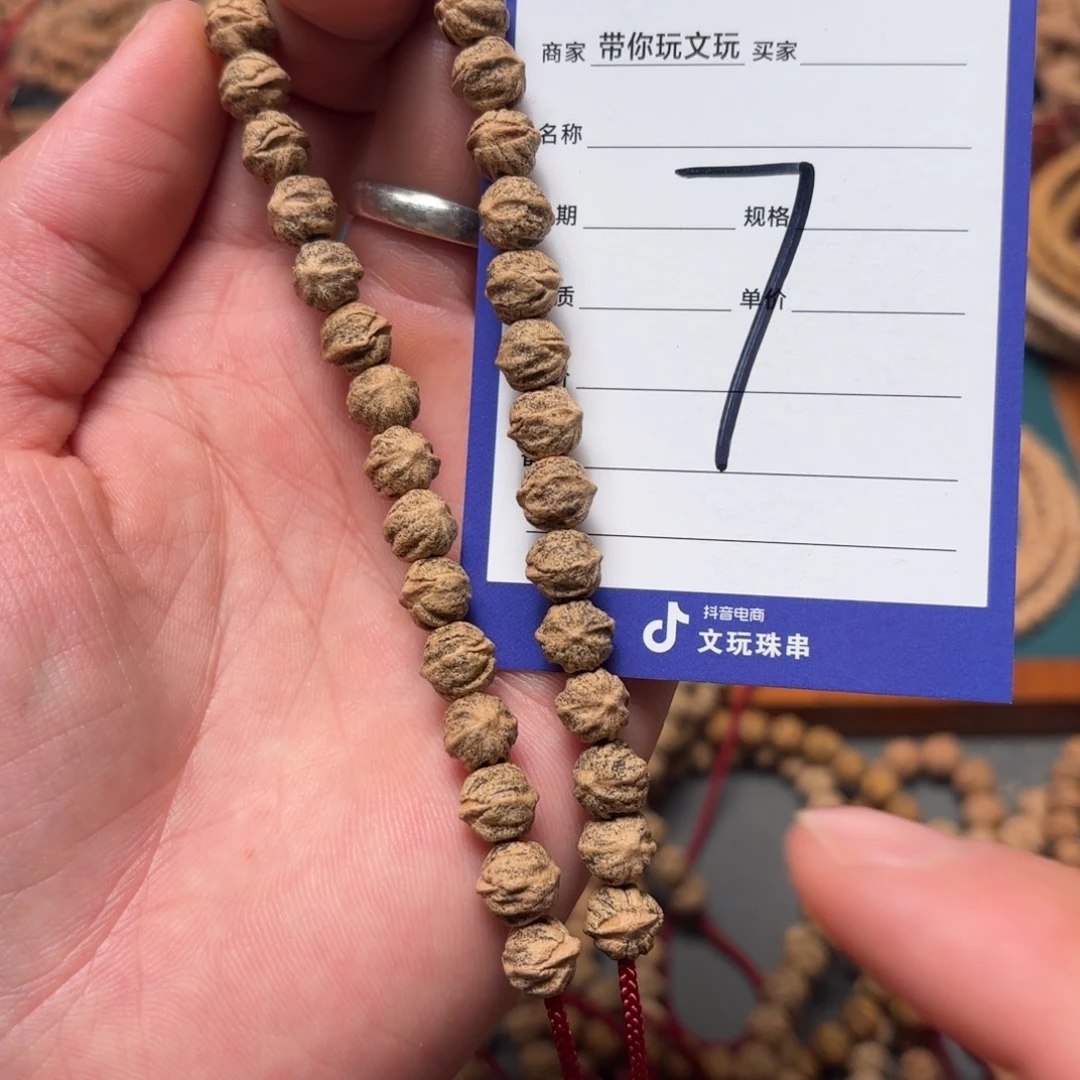 商家 带你玩文玩 买家
名称
期 规格
质 单价
7
抖音电商
文玩珠串